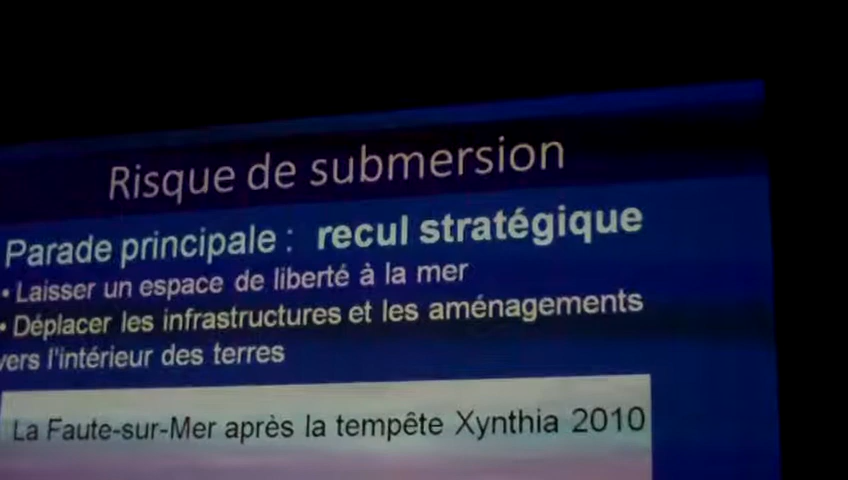 Risque de submersion
Parade principale : recul stratégique
• Laisser un espace de liberté à la mer
• Déplacer les infrastructures et les aménagements
vers l'intérieur des terres
La Faute-sur-Mer après la tempête Xynthia 2010